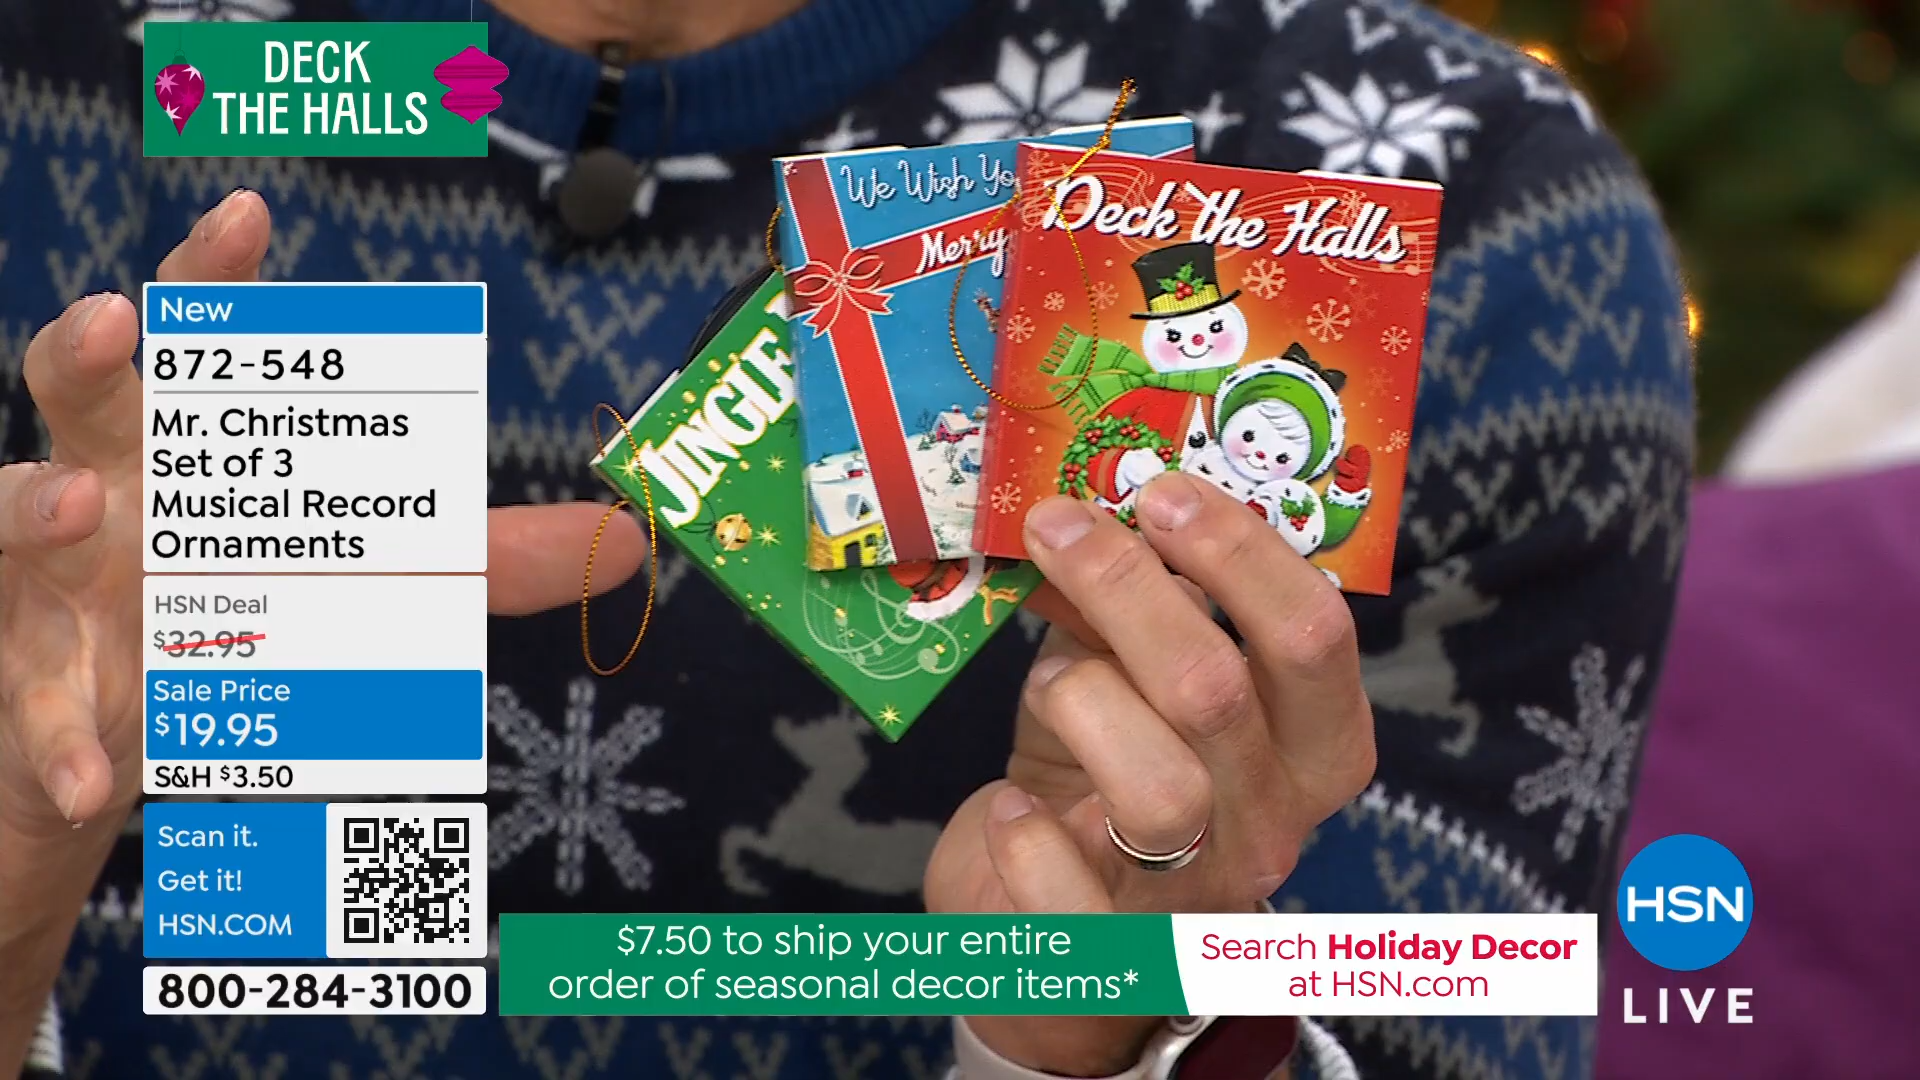 DECK
THE HALLS
We Wish Yo
Merry
Deck the Halls
JINGLE
New
872-548
Mr. Christmas
Set of 3
Musical Record
Ornaments
HSN Deal
$32.95
Sale Price
$19.95
S&H $3.50
Scan it.
Get it!
HSN.COM
800-284-3100
$7.50 to ship your entire
order of seasonal decor items*
Search Holiday Decor
at HSN.com
HSN
LIVE